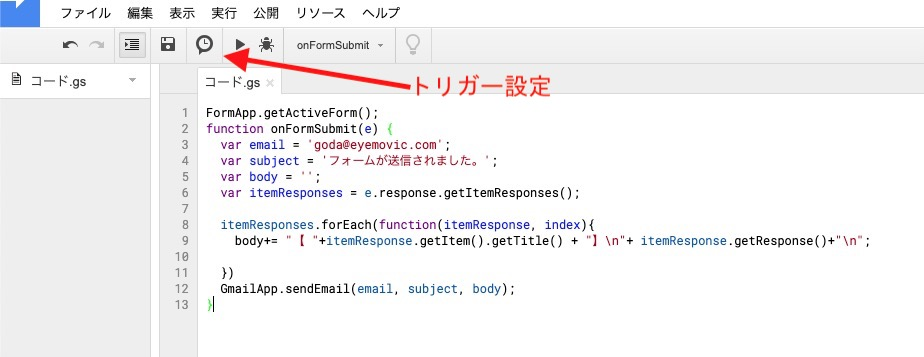 ファイル 編集 表示 実行 公開 リソース ヘルプ
onFormSubmit
トリガー設定
コード.gs
コード.gs ×
1 FormApp.getActiveForm();
2 function onFormSubmit(e) {
3 var email = 'goda@eyemovic.com';
4 var subject = 'フォームが送信されました。';
5 var body = '';
6 var itemResponses = e.response.getItemResponses();
7
8 itemResponses.forEach(function(itemResponse, index){
9 body+= "【 "+itemResponse.getItem().getTitle() + "】\n"+ itemResponse.getResponse()+"\n";
10
11 })
12 GmailApp.sendEmail(email, subject, body);
13 }